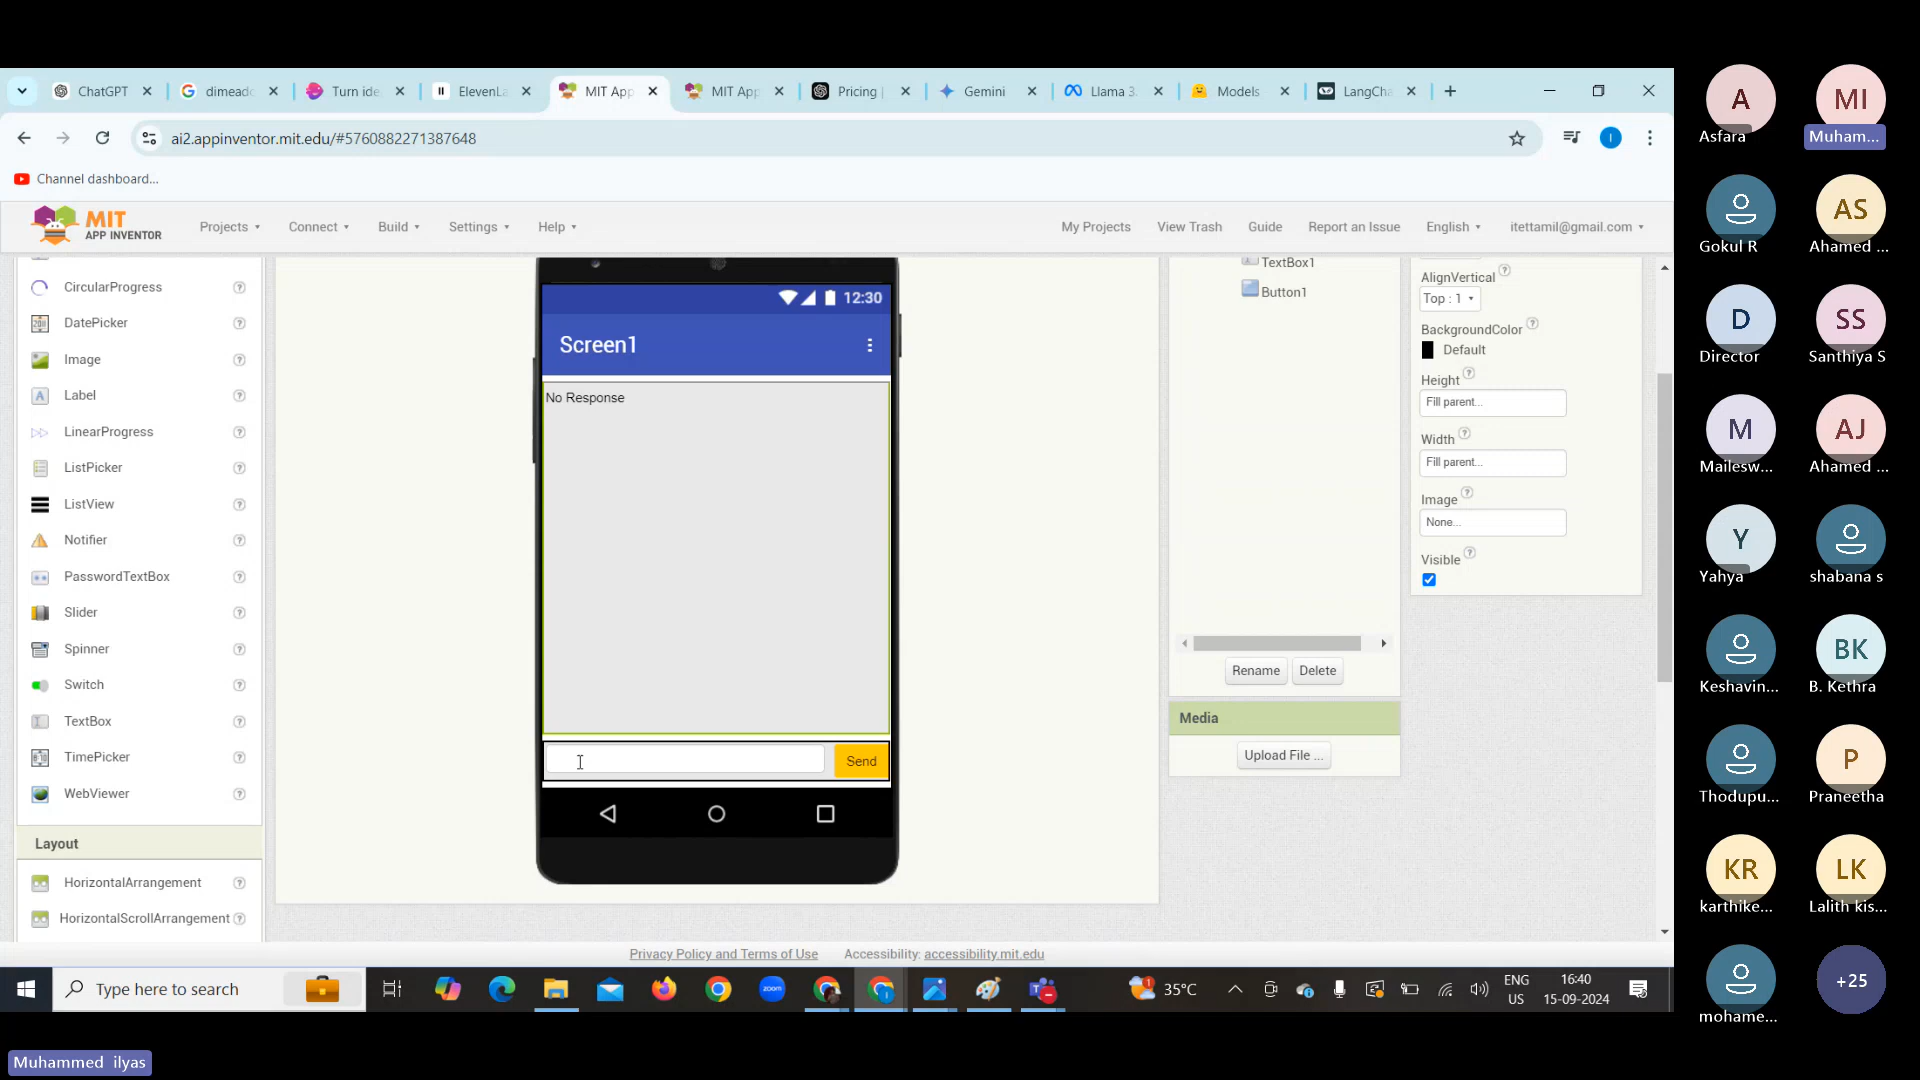 ChatGPT
dimead
Turn ide
ElevenLa
MIT App
MIT App
Pricing
Gemini
Llama 3.
Models
LangCha
ai2.appinventor.mit.edu/#5760882271387648
Channel dashboard...
MIT
APP INVENTOR
Projects
Connect
Build
Settings
Help
My Projects
View Trash
Guide
Report an Issue
English
itettamil@gmail.com
CircularProgress
DatePicker
Image
Label
LinearProgress
ListPicker
ListView
Notifier
PasswordTextBox
Slider
Spinner
Switch
TextBox
TimePicker
WebViewer
Layout
HorizontalArrangement
HorizontalScrollArrangement
12:30
Screen1
No Response
Send
TextBox1
Button1
Rename
Delete
Media
Upload File ...
AlignVertical
Top : 1
BackgroundColor
Default
Height
Fill parent...
Width
Fill parent...
Image
None...
Visible
Privacy Policy and Terms of Use
Accessibility: accessibility.mit.edu
Type here to search
zoom
35°C
ENG
US
16:40
15-09-2024
A
Asfara
MI
Muham...
Gokul R
AS
Ahamed ...
D
Director
SS
Santhiya S
M
Mailesw...
AJ
Ahamed ...
Y
Yahya
shabana s
Keshavin...
BK
B. Kethra
Thodupu...
P
Praneetha
KR
karthike...
LK
Lalith kis...
mohame...
+25
Muhammed ilyas